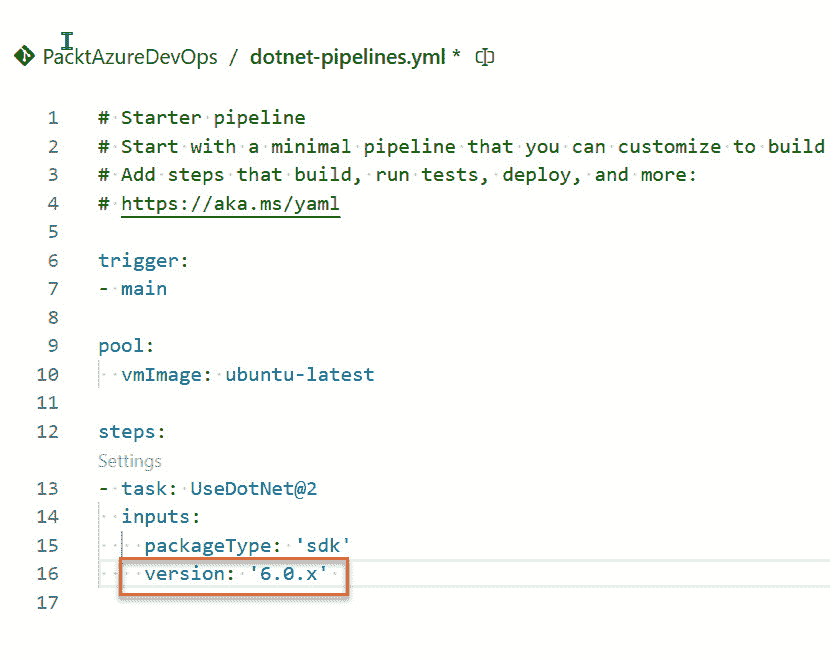 PacktAzureDevOps / dotnet-pipelines.yml *
1 # Starter pipeline
2 # Start with a minimal pipeline that you can customize to build
3 # Add steps that build, run tests, deploy, and more:
4 # https://aka.ms/yaml
5
6 trigger:
7 - main
8
9 pool:
10   vmImage: ubuntu-latest
11
12 steps:
Settings
13 - task: UseDotNet@2
14   inputs:
15     packageType: 'sdk'
16     version: '6.0.x'
17